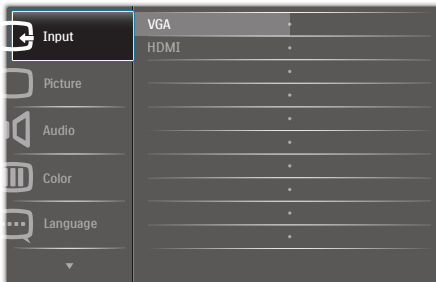 Input
VGA
HDMI
Picture
Audio
Color
Language